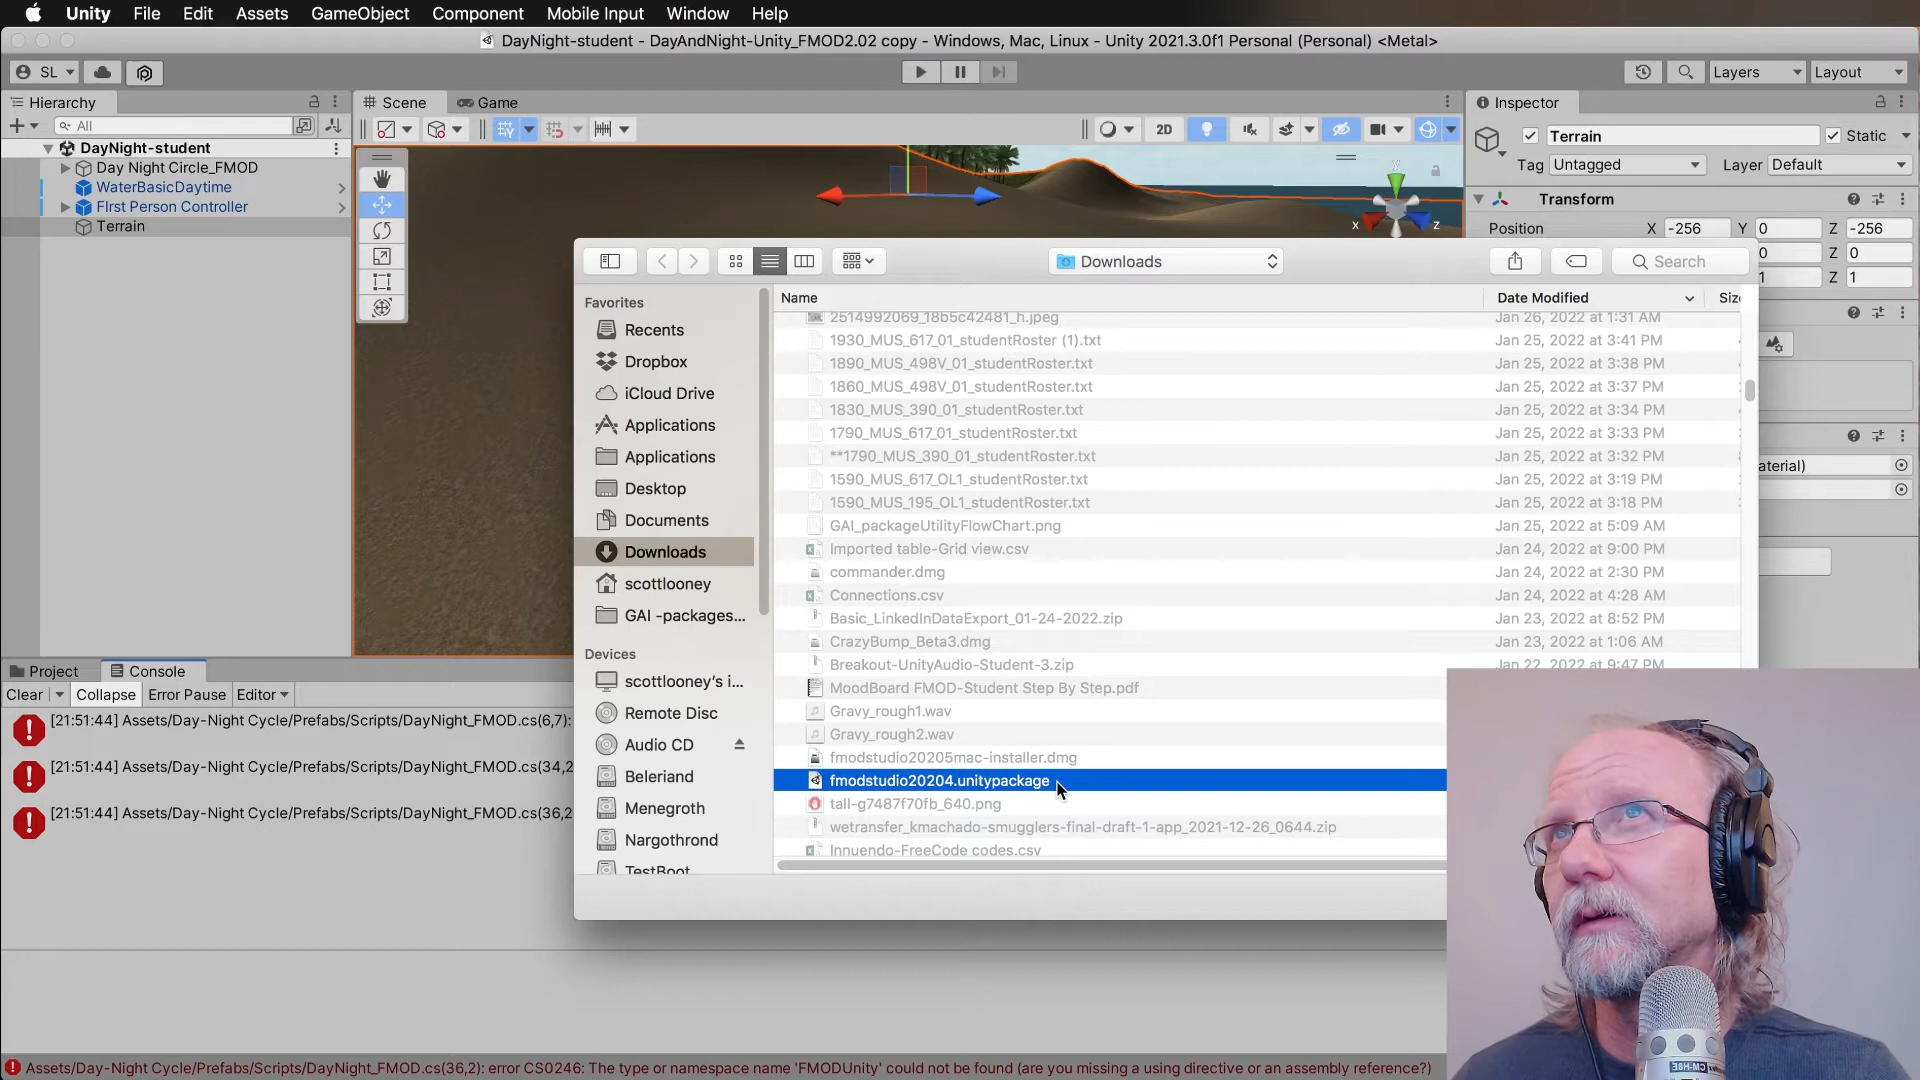 Unity File Edit Assets GameObject Component Mobile Input Window Help
DayNight-student - DayAndNight-Unity_FMOD2.02 copy - Windows, Mac, Linux - Unity 2021.3.0f1 Personal (Personal) <Metal>
SL Layers Layout
Hierarchy Scene Game Inspector
All 2D Terrain Static
DayNight-student
Tag Untagged Layer Default
Day Night Circle_FMOD
WaterBasicDaytime
FIrst Person Controller
Terrain
Transform
Position X -256 Y 0 Z -256
0 Z 0
1 Z 1
y
x z
aterial)
Downloads
Search
Favorites
Recents
Dropbox
iCloud Drive
Applications
Applications
Desktop
Documents
Downloads
scottlooney
GAI -packages...
Devices
scottlooney's i...
Remote Disc
Audio CD
Beleriand
Menegroth
Nargothrond
TestBoot
Name Date Modified Siz
2514992069_18b5c42481_h.jpeg Jan 26, 2022 at 1:31 AM
1930_MUS_617_01_studentRoster (1).txt Jan 25, 2022 at 3:41 PM
1890_MUS_498V_01_studentRoster.txt Jan 25, 2022 at 3:38 PM
1860_MUS_498V_01_studentRoster.txt Jan 25, 2022 at 3:37 PM
1830_MUS_390_01_studentRoster.txt Jan 25, 2022 at 3:34 PM
1790_MUS_617_01_studentRoster.txt Jan 25, 2022 at 3:33 PM
**1790_MUS_390_01_studentRoster.txt Jan 25, 2022 at 3:32 PM
1590_MUS_617_OL1_studentRoster.txt Jan 25, 2022 at 3:19 PM
1590_MUS_195_OL1_studentRoster.txt Jan 25, 2022 at 3:18 PM
GAI_packageUtilityFlowChart.png Jan 25, 2022 at 5:09 AM
Imported table-Grid view.csv Jan 24, 2022 at 9:00 PM
commander.dmg Jan 24, 2022 at 2:30 PM
Connections.csv Jan 24, 2022 at 4:28 AM
Basic_LinkedInDataExport_01-24-2022.zip Jan 23, 2022 at 8:52 PM
CrazyBump_Beta3.dmg Jan 23, 2022 at 1:06 AM
Breakout-UnityAudio-Student-3.zip Jan 22, 2022 at 9:47 PM
MoodBoard FMOD-Student Step By Step.pdf
Gravy_rough1.wav
Gravy_rough2.wav
fmodstudio20205mac-installer.dmg
fmodstudio20204.unitypackage
tall-g7487f70fb_640.png
wetransfer_kmachado-smugglers-final-draft-1-app_2021-12-26_0644.zip
Innuendo-FreeCode codes.csv
Project Console
Clear Collapse Error Pause Editor
[21:51:44] Assets/Day-Night Cycle/Prefabs/Scripts/DayNight_FMOD.cs(6,7):
[21:51:44] Assets/Day-Night Cycle/Prefabs/Scripts/DayNight_FMOD.cs(34,2
[21:51:44] Assets/Day-Night Cycle/Prefabs/Scripts/DayNight_FMOD.cs(36,2
Assets/Day-Night Cycle/Prefabs/Scripts/DayNight_FMOD.cs(36,2): error CS0246: The type or namespace name 'FMODUnity' could not be found (are you missing a using directive or an assembly reference?)